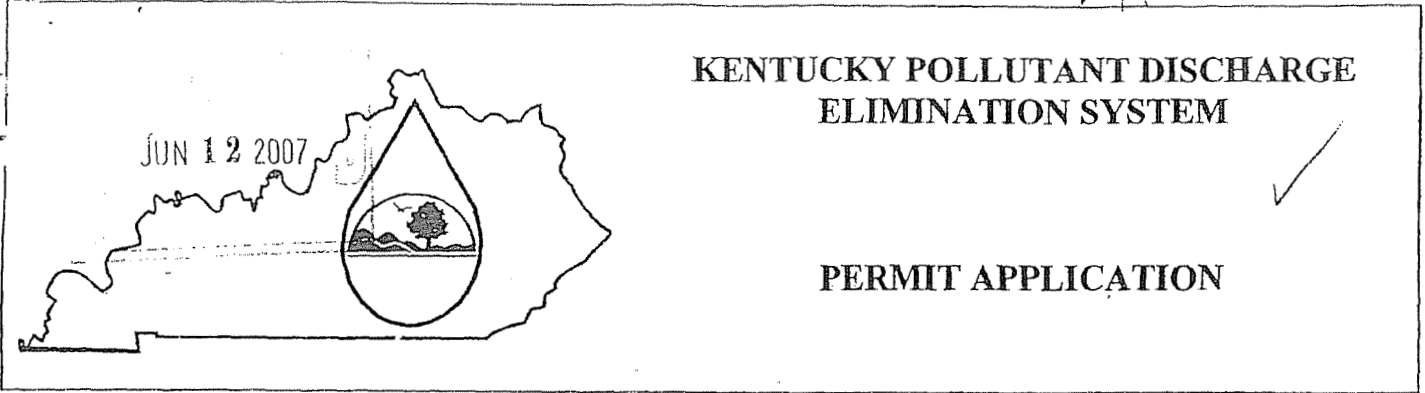 KENTUCKY POLLUTANT DISCHARGE
ELIMINATION SYSTEM
JUN 12 2007
PERMIT APPLICATION